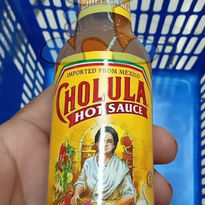 IMPORTED FROM MEXICO
CHOLULA
HOT SAUCE